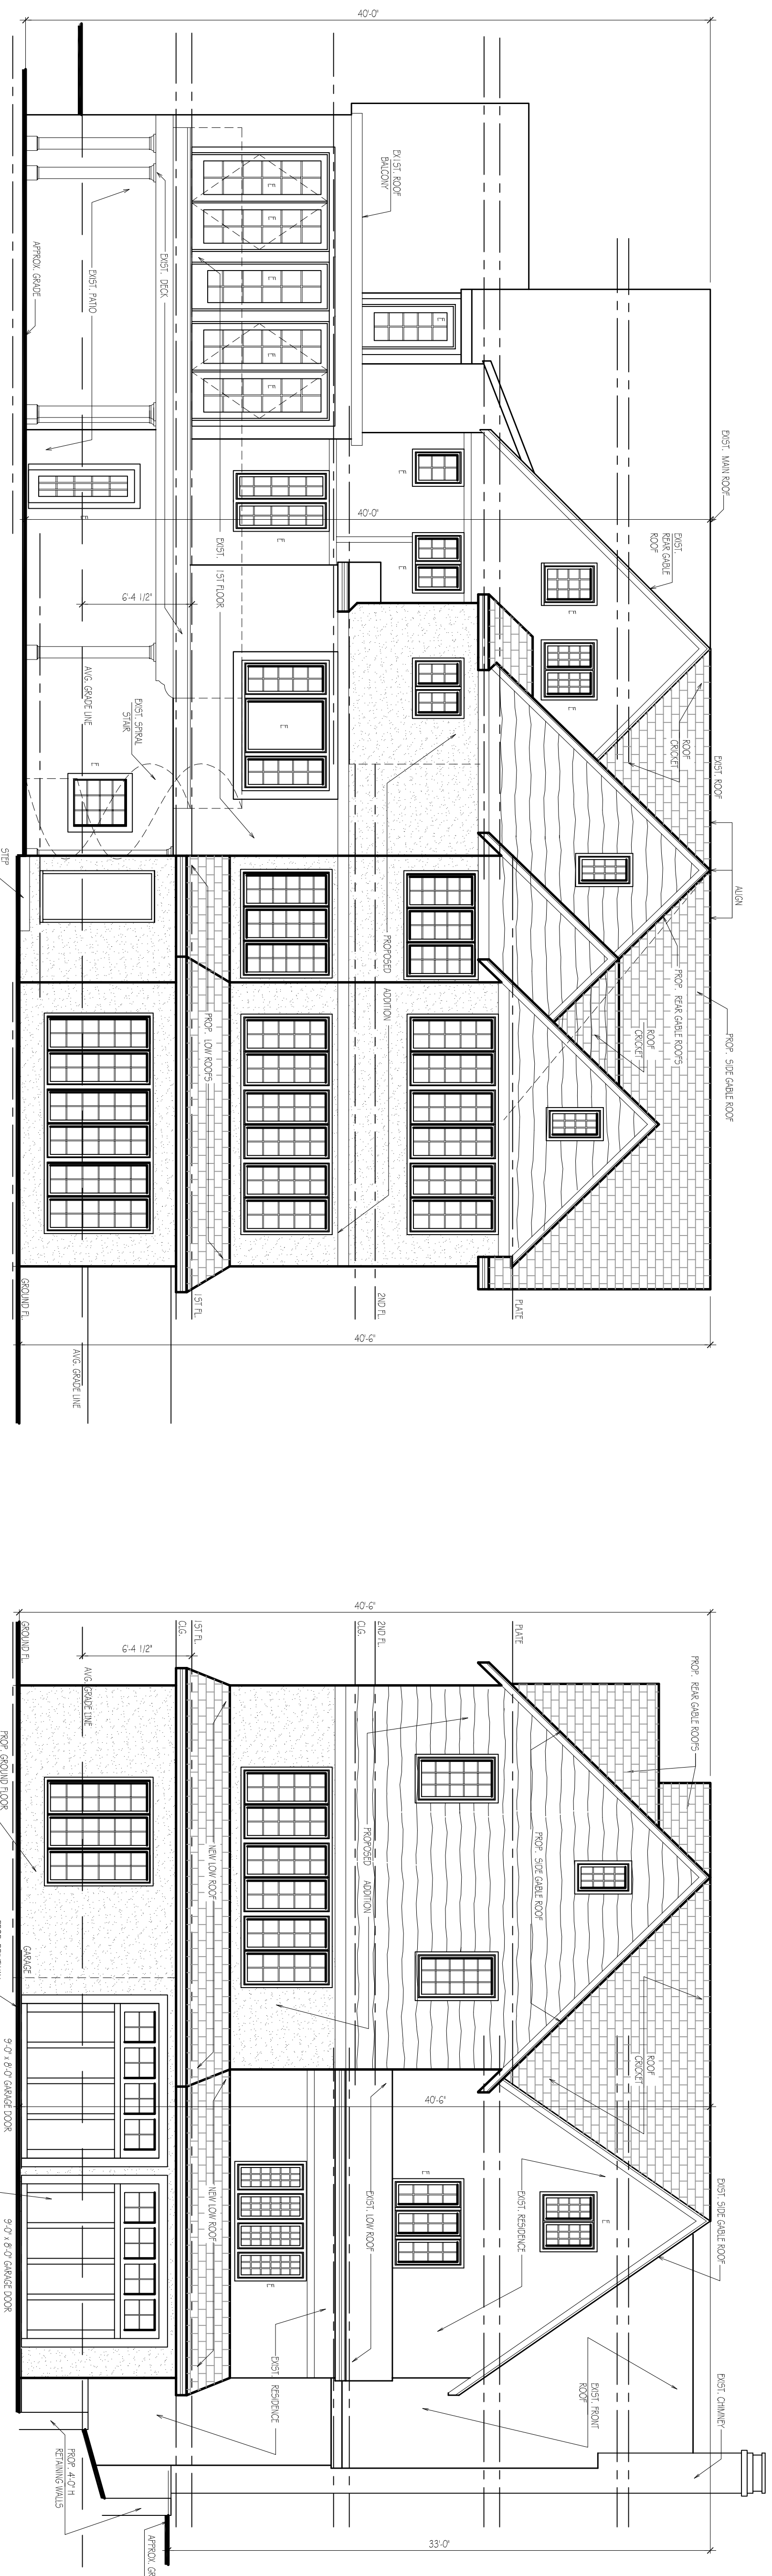 40'-0"
EXIST. ROOF
BALCONY
EXIST. MAIN ROOF
EXIST.
REAR GABLE
ROOF
ROOF
CRICKET
EXIST. ROOF
ALIGN
PROP. SIDE GABLE ROOF
PROP. REAR GABLE ROOFS
ROOF
CRICKET
E
E
E
E
E
E
E
E
E
E
E
E
E
E
40'-0"
EXIST. DECK
EXIST. PATIO
APPROX. GRADE
EXIST. 1ST FLOOR
6'-4 1/2"
AVG. GRADE LINE
EXIST. SPIRAL
STAIR
STEP
PROPOSED ADDITION
PROP. LOW ROOFS
PLATE
2ND FL.
1ST FL.
GROUND FL.
AVG. GRADE LINE
40'-6"
40'-6"
PLATE
2ND FL.
CLG.
1ST FL.
CLG.
GROUND FL.
6'-4 1/2"
AVG. GRADE LINE
PROP. REAR GABLE ROOFS
PROP. SIDE GABLE ROOF
PROPOSED ADDITION
NEW LOW ROOF
PROP. GROUND FLOOR
GARAGE
ROOF
CRICKET
40'-6"
EXIST. SIDE GABLE ROOF
EXIST. RESIDENCE
EXIST. LOW ROOF
NEW LOW ROOF
9'-0" x 8'-0" GARAGE DOOR
9'-0" x 8'-0" GARAGE DOOR
E
E
E
EXIST. CHIMNEY
EXIST. FRONT
ROOF
EXIST. RESIDENCE
PROP. 4'-0" H
RETAINING WALLS
33'-0"
APPROX. GR